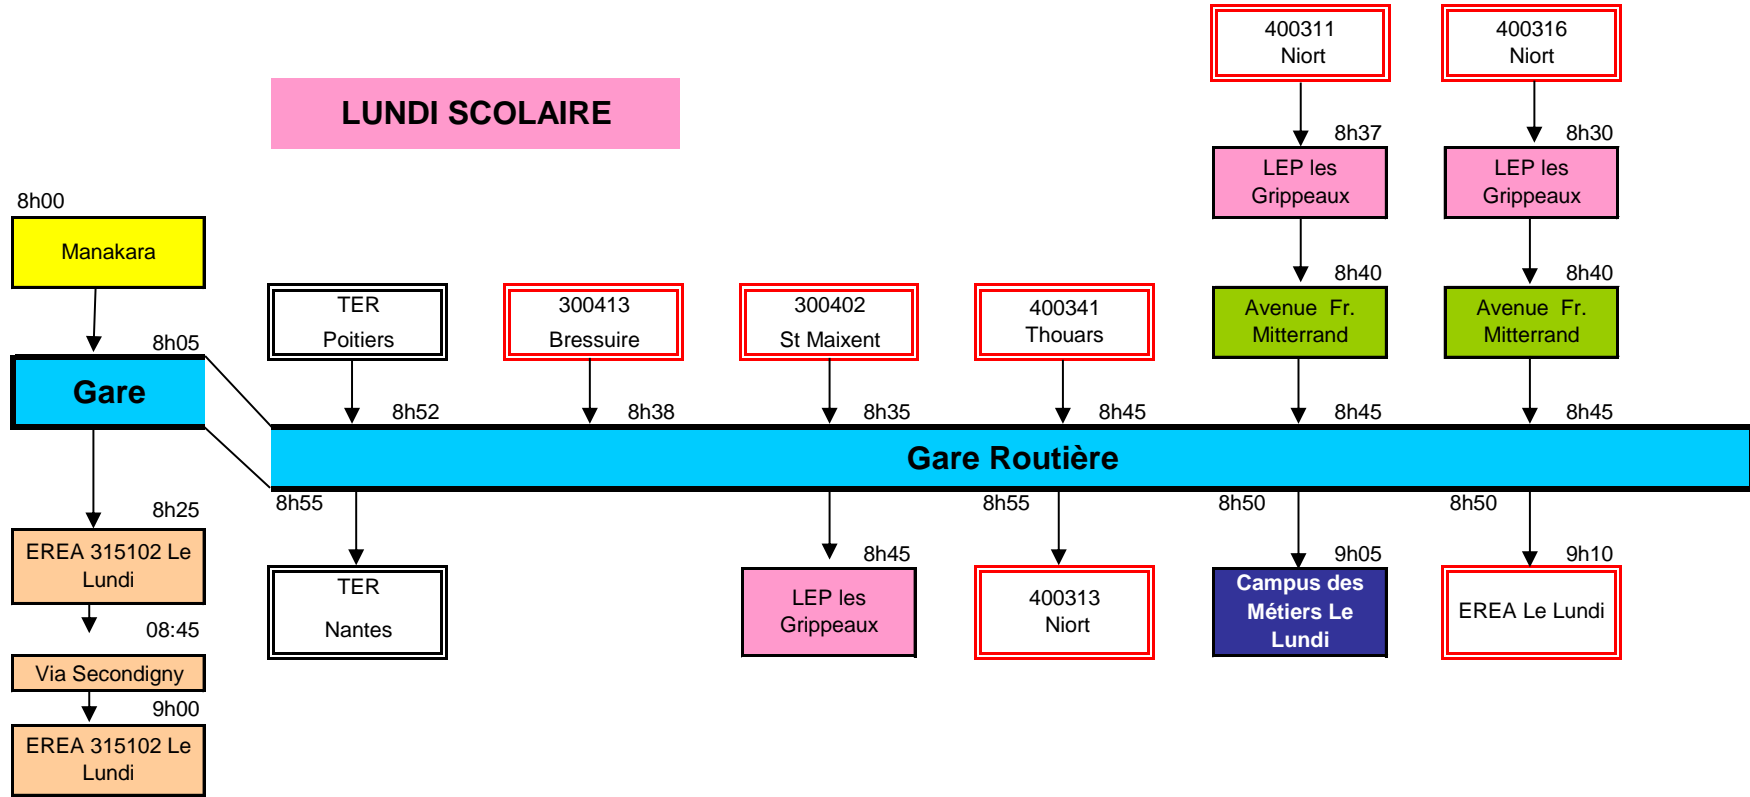 400311
Niort
400316
Niort
LUNDI SCOLAIRE
8h37
8h30
LEP les
Grippeaux
LEP les
Grippeaux
8h00
Manakara
8h40
8h40
TER
Poitiers
300413
Bressuire
300402
St Maixent
400341
Thouars
Avenue Fr.
Mitterrand
Avenue Fr.
Mitterrand
8h05
Gare
8h52
8h38
8h35
8h45
8h45
8h45
Gare Routière
8h25
8h55
8h55
8h50
8h50
EREA 315102 Le
Lundi
8h45
9h05
9h10
TER
Nantes
LEP les
Grippeaux
400313
Niort
Campus des
Métiers Le
Lundi
EREA Le Lundi
08:45
Via Secondigny
9h00
EREA 315102 Le
Lundi